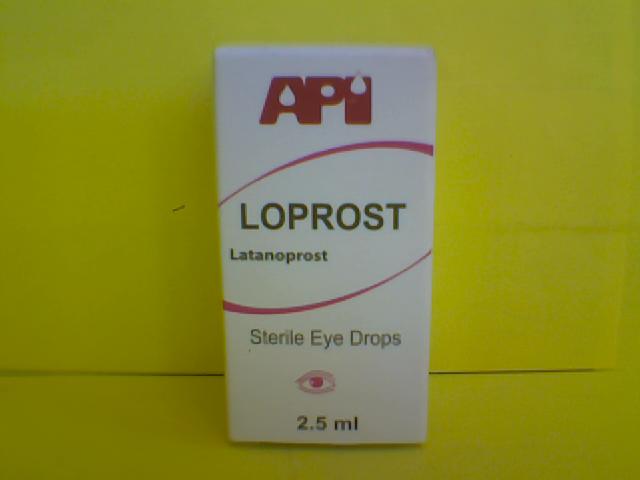 API
LOPROST
Latanoprost
Sterile Eye Drops
2.5 ml